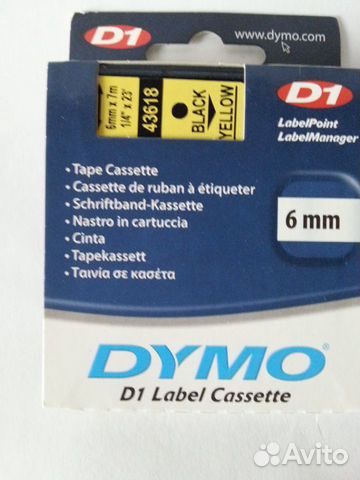 D1
www.dymo.com
6mm x 7m
1/4" x 23'
43618
BLACK
YELLOW
D1
LabelPoint
LabelManager
• Tape Cassette
• Cassette de ruban à étiqueter
• Schriftband-Kassette
• Nastro in cartuccia
• Cinta
• Tapekassett
• Ταινία σε κασέτα
6 mm
DYMO®
D1 Label Cassette
Avito